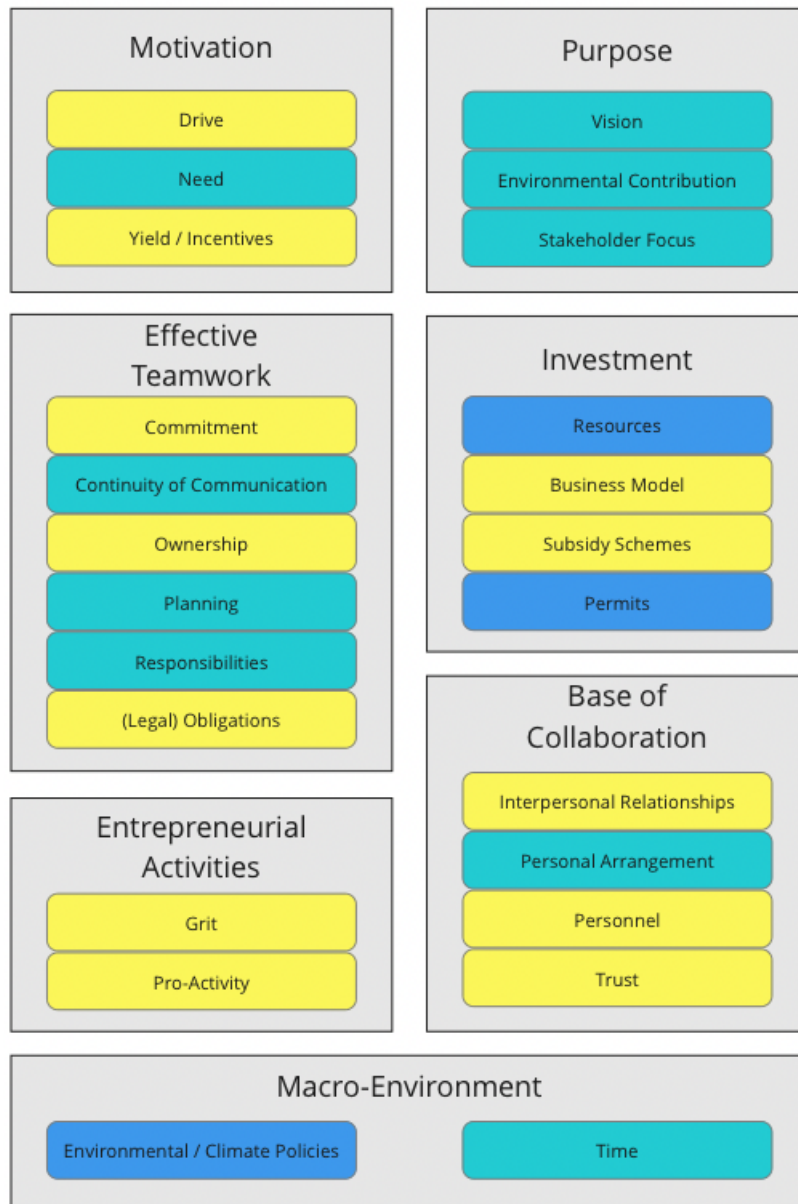 Motivation
Drive
Need
Yield / Incentives
Purpose
Vision
Environmental Contribution
Stakeholder Focus
Effective
Teamwork
Commitment
Continuity of Communication
Ownership
Planning
Responsibilities
(Legal) Obligations
Investment
Resources
Business Model
Subsidy Schemes
Permits
Entrepreneurial
Activities
Grit
Pro-Activity
Base of
Collaboration
Interpersonal Relationships
Personal Arrangement
Personnel
Trust
Macro-Environment
Environmental / Climate Policies
Time